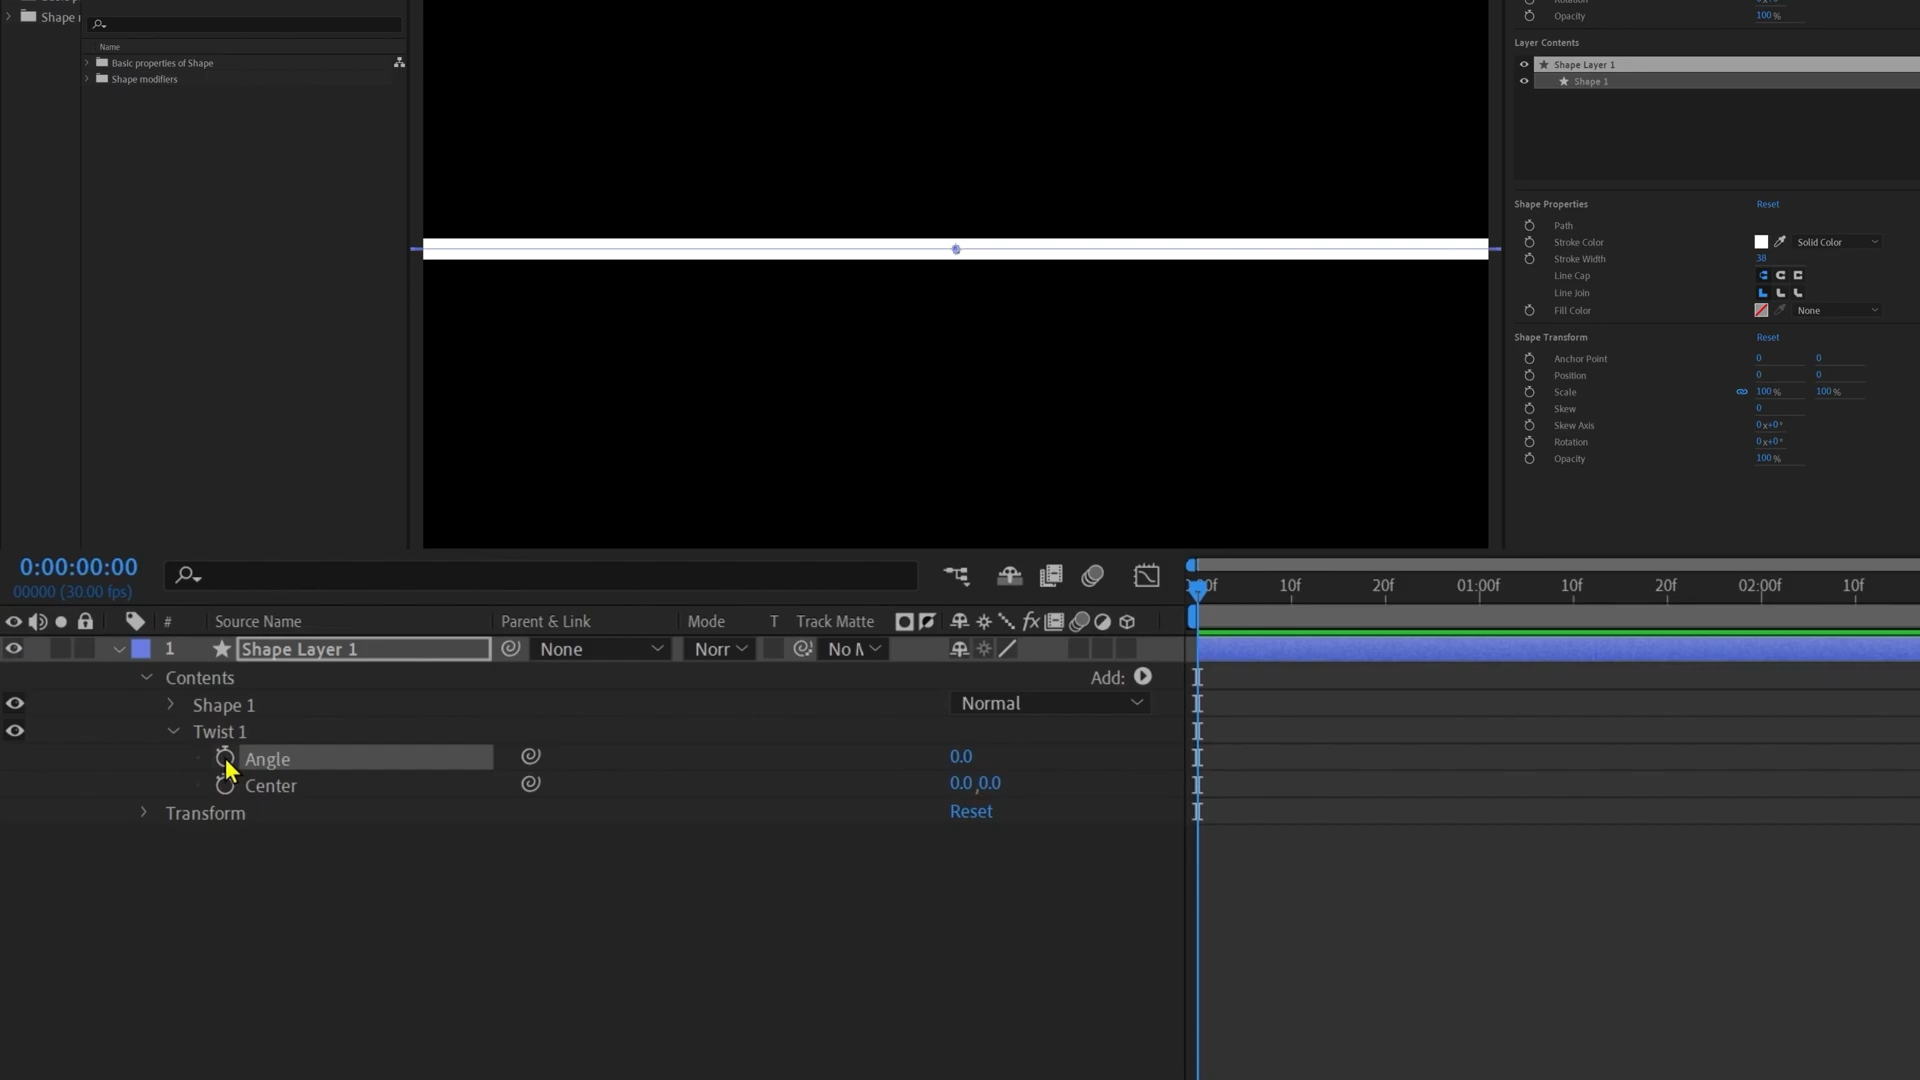 Shape
Name
Basic properties of Shape
Shape modifiers
Opacity
100 %
Layer Contents
Shape Layer 1
Shape 1
Shape Properties
Reset
Path
Stroke Color
Solid Color
Stroke Width
38
Line Cap
Line Join
Fill Color
None
Shape Transform
Reset
Anchor Point
0
0
Position
0
0
Scale
100 %
100 %
Skew
0
Skew Axis
0 x+0 °
Rotation
0 x+0 °
Opacity
100 %
0:00:00:00
00000 (30.00 fps)
10f
20f
01:00f
10f
20f
02:00f
10f
#
Source Name
Parent & Link
Mode
T
Track Matte
fx
1
Shape Layer 1
None
Norr
No M
Contents
Add:
Shape 1
Normal
Twist 1
Angle
0.0
Center
0.0 ,0.0
Transform
Reset